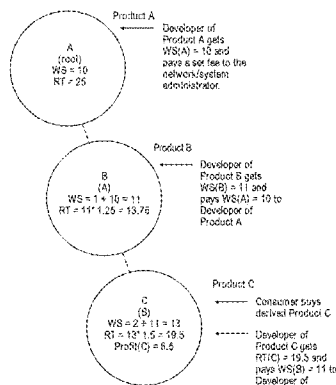 Product A
Developer of
Product A gets
WS(A) = 10 and
pays a set fee to the
network/system
administrator.
A
(root)
WS = 10
RT = 25
Product B
Developer of
Product B gets
WS(B) = 11 and
pays WS(A) = 10 to
Developer of
Product A
B
(A)
WS = 1 + 10 = 11
RT = 11* 1.25 = 13.75
Product C
Consumer buys
derived Product C
Developer of
Product C gets
RT(C) = 19.5 and
pays WS(B) = 11 to
Developer of
C
(B)
WS = 2 + 11 = 13
RT = 13* 1.5 = 19.5
Profit(C) = 6.5